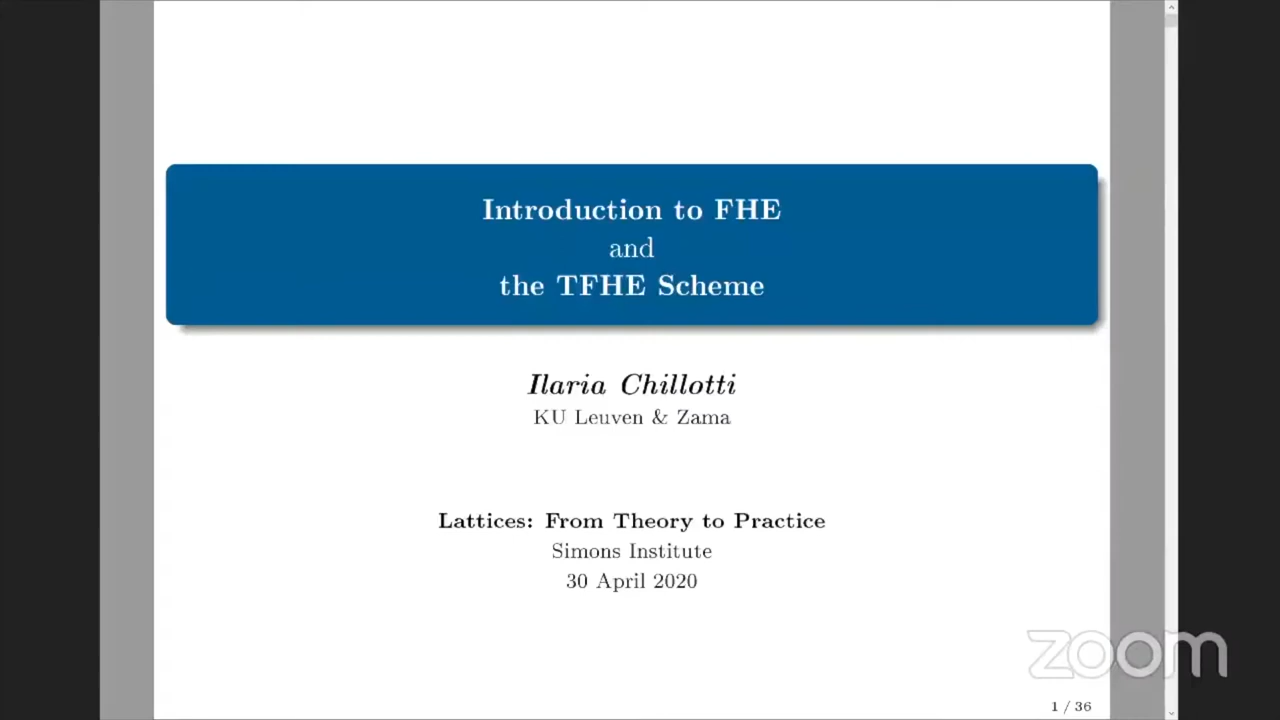 Introduction to FHE
and
the TFHE Scheme
Ilaria Chillotti
KU Leuven & Zama
Lattices: From Theory to Practice
Simons Institute
30 April 2020
zoom
1 / 36